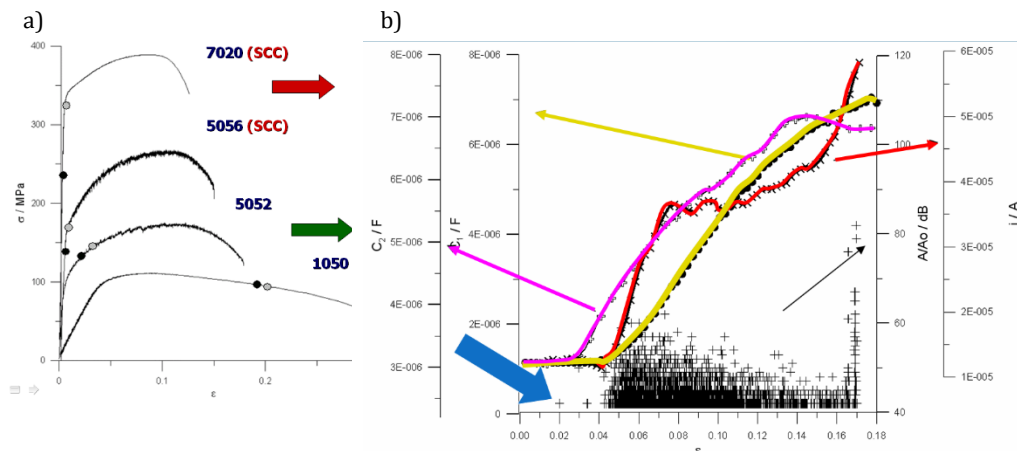 a)
7020 (SCC)
5056 (SCC)
5052
1050
σ / MPa
400
300
200
100
0
0
0.1
0.2
ε
b)
C₂ / F
8E-006
7E-006
6E-006
5E-006
4E-006
3E-006
C₁ / F
8E-006
6E-006
4E-006
2E-006
0
0.00 0.02 0.04 0.06 0.08 0.10 0.12 0.14 0.16 0.18
ε
A/Ao / dB
120
100
80
60
40
i / A
6E-005
5E-005
4E-005
3E-005
2E-005
1E-005